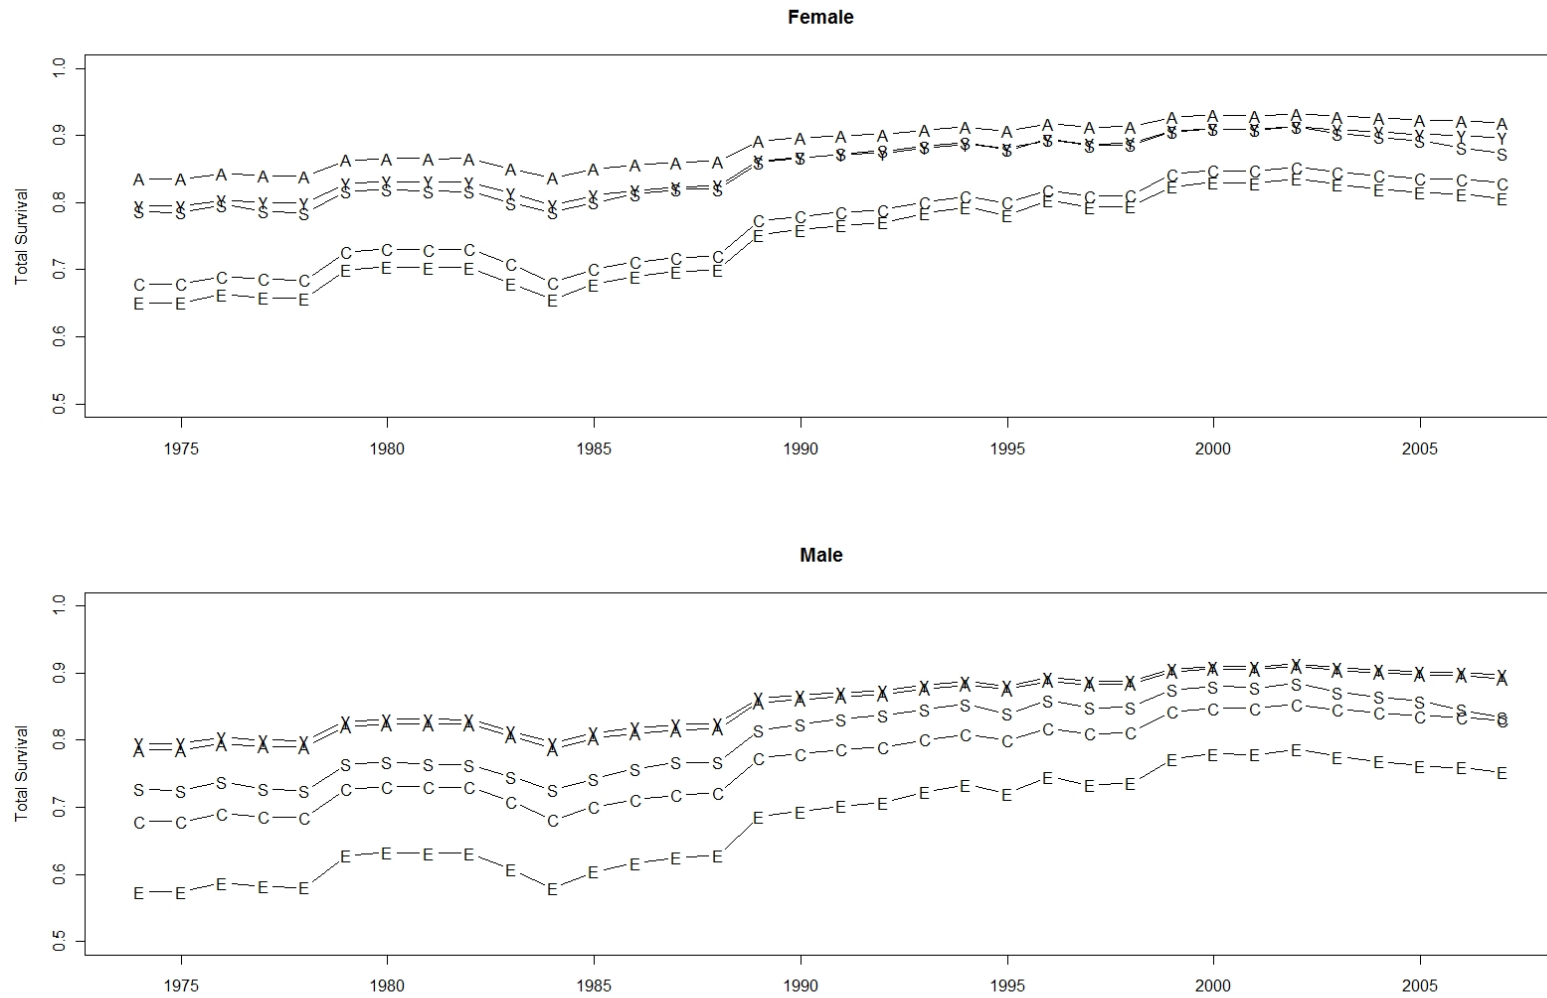 Female
Total Survival
1.0
0.9
0.8
0.7
0.6
0.5
A A A A A A A A A A A A A A A A A A A A A A A A A A A A A A A A A A
Y Y Y Y Y Y Y Y Y Y Y Y Y Y Y Y Y Y Y Y Y Y Y Y Y Y Y Y Y Y Y Y Y Y
S S S S S S S S S S S S S S S S S S S S S S S S S S S S S S S S S S
C C C C C C C C C C C C C C C C C C C C C C C C C C C C C C C C C C
E E E E E E E E E E E E E E E E E E E E E E E E E E E E E E E E E E
1975 1980 1985 1990 1995 2000 2005
Male
Total Survival
1.0
0.9
0.8
0.7
0.6
0.5
Y Y Y Y Y Y Y Y Y Y Y Y Y Y Y Y Y Y Y Y Y Y Y Y Y Y Y Y Y Y Y Y Y Y
A A A A A A A A A A A A A A A A A A A A A A A A A A A A A A A A A A
S S S S S S S S S S S S S S S S S S S S S S S S S S S S S S S S S S
C C C C C C C C C C C C C C C C C C C C C C C C C C C C C C C C C C
E E E E E E E E E E E E E E E E E E E E E E E E E E E E E E E E E E
1975 1980 1985 1990 1995 2000 2005